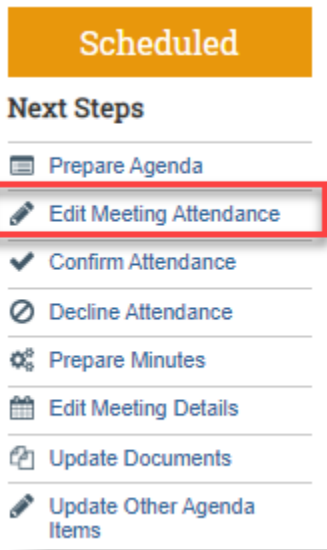 Scheduled
Next Steps
Prepare Agenda
Edit Meeting Attendance
Confirm Attendance
Decline Attendance
Prepare Minutes
Edit Meeting Details
Update Documents
Update Other Agenda
Items